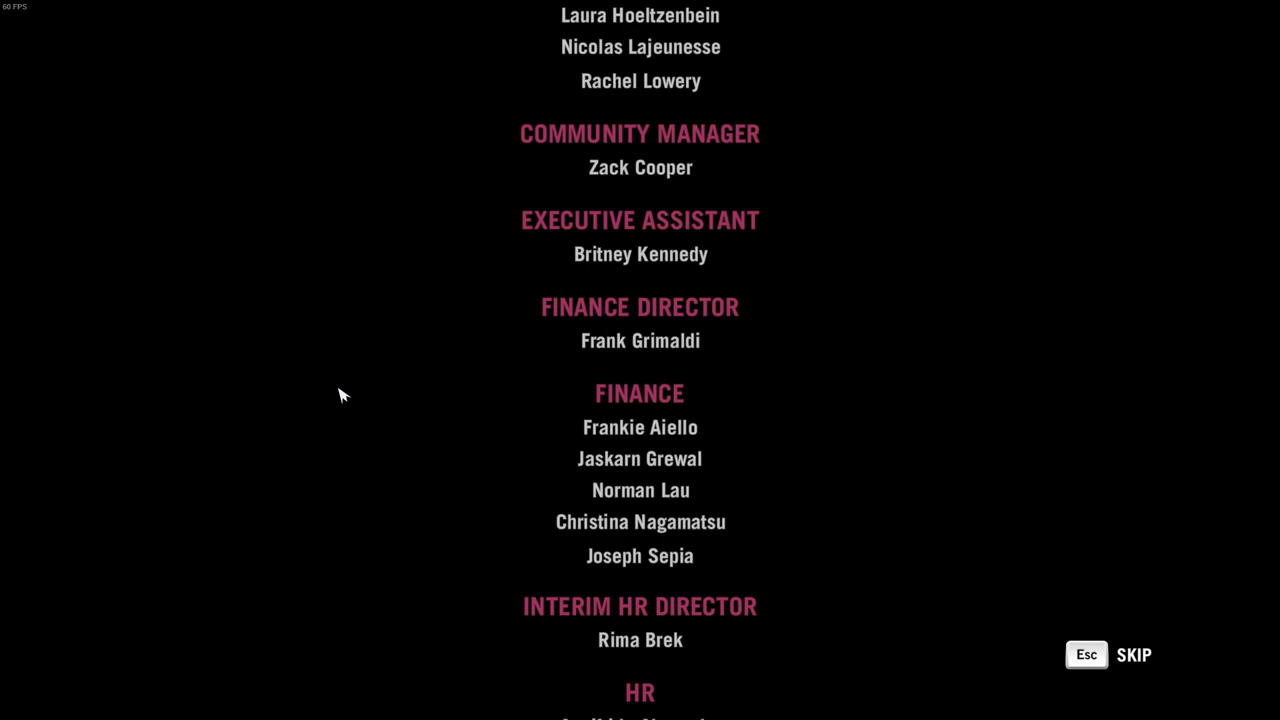 60 FPS
Laura Hoeltzenbein
Nicolas Lajeunesse
Rachel Lowery
COMMUNITY MANAGER
Zack Cooper
EXECUTIVE ASSISTANT
Britney Kennedy
FINANCE DIRECTOR
Frank Grimaldi
FINANCE
Frankie Aiello
Jaskarn Grewal
Norman Lau
Christina Nagamatsu
Joseph Sepia
INTERIM HR DIRECTOR
Rima Brek
Esc SKIP
HR